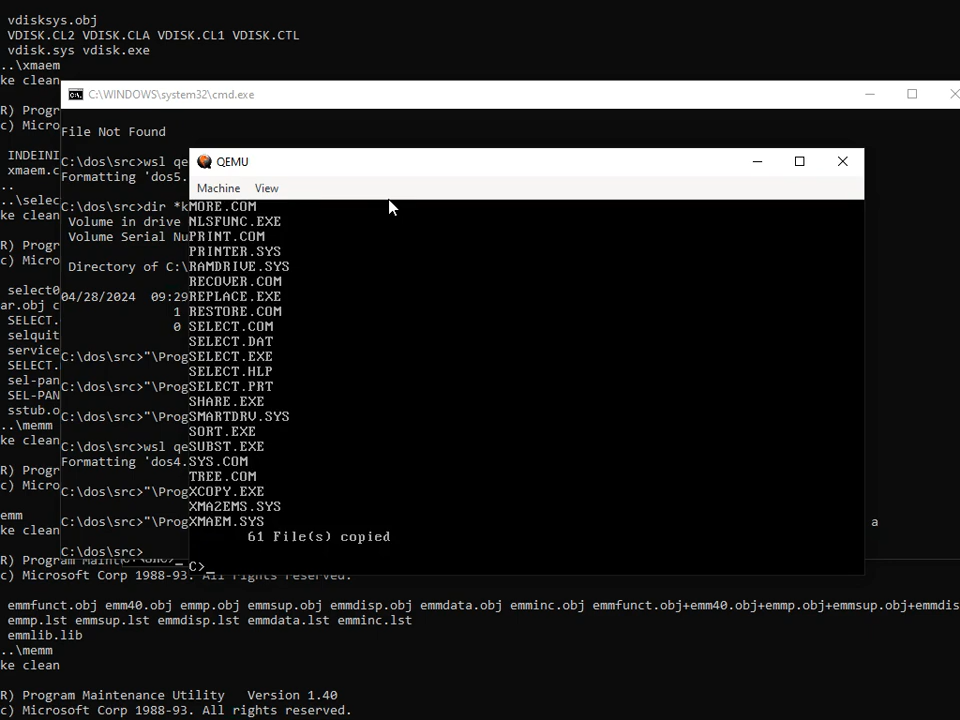 vdisksys.obj
VDISK.CL2 VDISK.CLA VDISK.CL1 VDISK.CTL
vdisk.sys vdisk.exe
..\xmaem
ke clean
R) Progr
c) Micro
INDEINI
xmaem.c
..
..\selec
ke clean
R) Progr
c) Micro
select0
ar.obj c
SELECT.
selquit
service
SELECT.
sel-pan
SEL-PAN
sstub.o
..\memm
ke clean
R) Progr
c) Micro
emm
ke clean
R) Program Maint
c) Microsoft Corp 1988-93. All rights reserved.
emmfunct.obj emm40.obj emmp.obj emmsup.obj emmdisp.obj emmdata.obj emminc.obj emmfunct.obj+emm40.obj+emmp.obj+emmsup.obj+emmdis
emmp.lst emmsup.lst emmdisp.lst emmdata.lst emminc.lst
emmlib.lib
..\memm
ke clean
R) Program Maintenance Utility   Version 1.40
c) Microsoft Corp 1988-93. All rights reserved.
C:\WINDOWS\system32\cmd.exe
File Not Found
C:\dos\src>wsl qe
Formatting 'dos5.
C:\dos\src>dir *k
Volume in drive
Volume Serial Nu
Directory of C:\
04/28/2024  09:29
1
0
C:\dos\src>"\Prog
C:\dos\src>"\Prog
C:\dos\src>"\Prog
C:\dos\src>wsl qe
Formatting 'dos4.
C:\dos\src>"\Prog
C:\dos\src>"\Prog
a
C:\dos\src>
QEMU
Machine View
MORE.COM
NLSFUNC.EXE
PRINT.COM
PRINTER.SYS
RAMDRIVE.SYS
RECOVER.COM
REPLACE.EXE
RESTORE.COM
SELECT.COM
SELECT.DAT
SELECT.EXE
SELECT.HLP
SELECT.PRT
SHARE.EXE
SMARTDRV.SYS
SORT.EXE
SUBST.EXE
SYS.COM
TREE.COM
XCOPY.EXE
XMA2EMS.SYS
XMAEM.SYS
61 File(s) copied
C>_